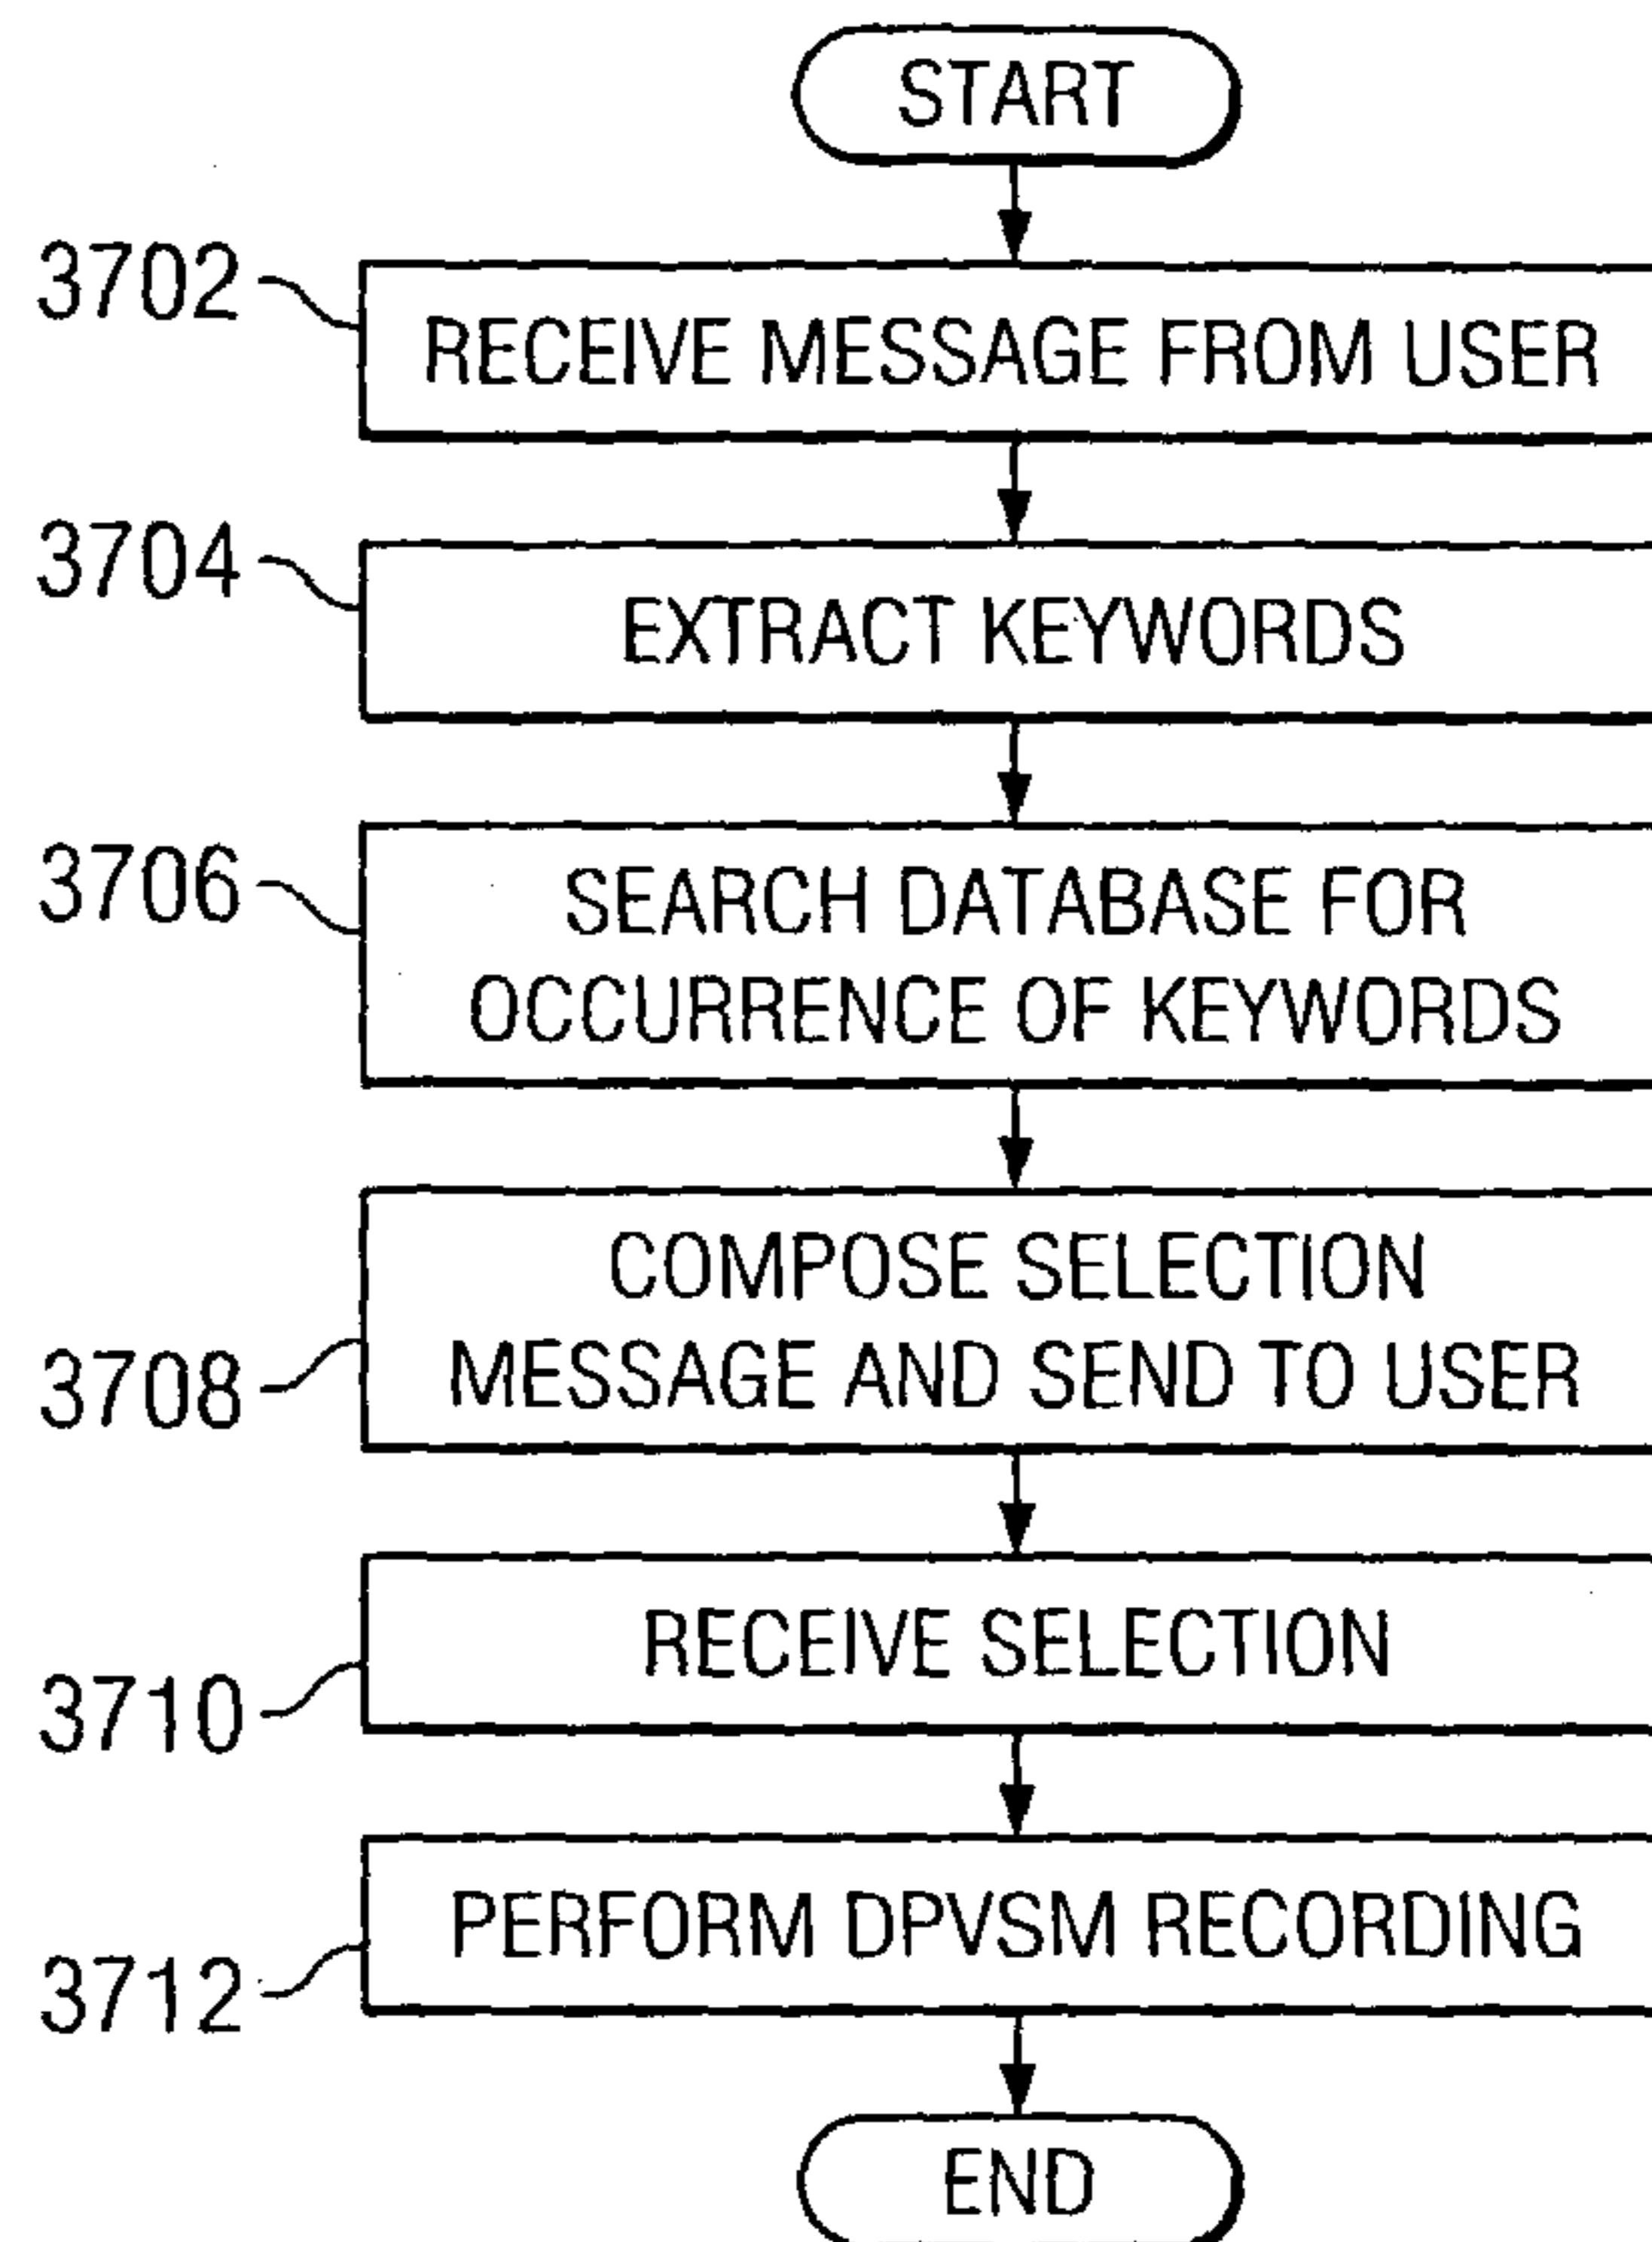 START
3702
RECEIVE MESSAGE FROM USER
3704
EXTRACT KEYWORDS
3706
SEARCH DATABASE FOR
OCCURRENCE OF KEYWORDS
3708
COMPOSE SELECTION
MESSAGE AND SEND TO USER
3710
RECEIVE SELECTION
3712
PERFORM DPVSM RECORDING
END